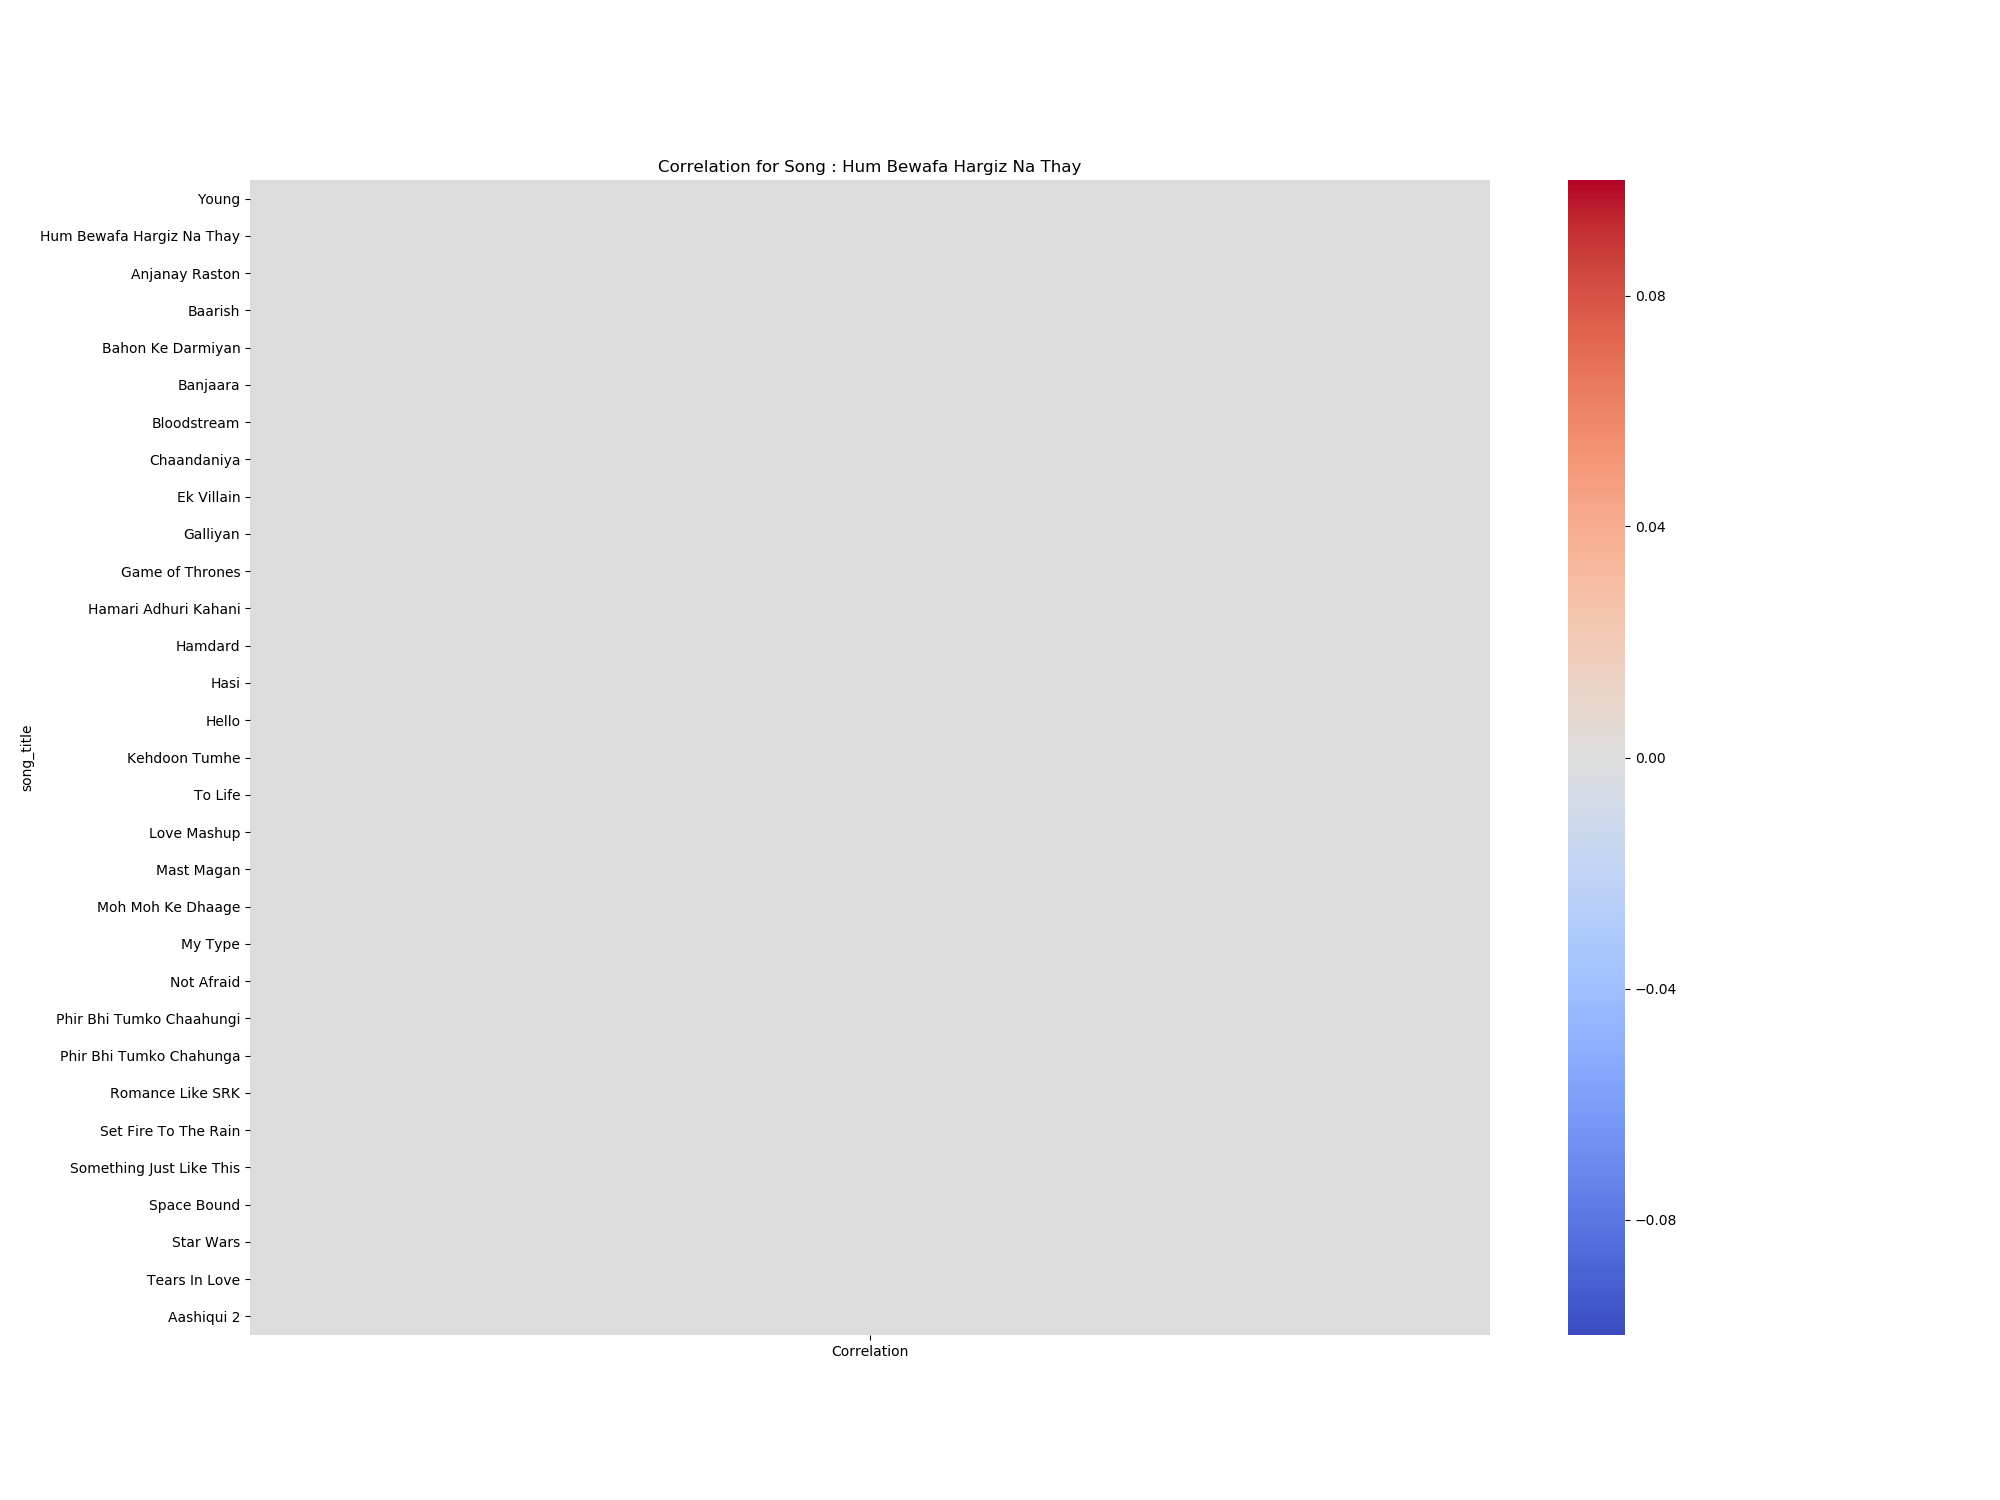 Correlation for Song : Hum Bewafa Hargiz Na Thay
Young
Hum Bewafa Hargiz Na Thay
Anjanay Raston
Baarish
Bahon Ke Darmiyan
Banjaara
Bloodstream
Chaandaniya
Ek Villain
Galliyan
Game of Thrones
Hamari Adhuri Kahani
Hamdard
Hasi
Hello
Kehdoon Tumhe
To Life
Love Mashup
Mast Magan
Moh Moh Ke Dhaage
My Type
Not Afraid
Phir Bhi Tumko Chaahungi
Phir Bhi Tumko Chahunga
Romance Like SRK
Set Fire To The Rain
Something Just Like This
Space Bound
Star Wars
Tears In Love
Aashiqui 2
song_title
Correlation
0.08
0.04
0.00
−0.04
−0.08